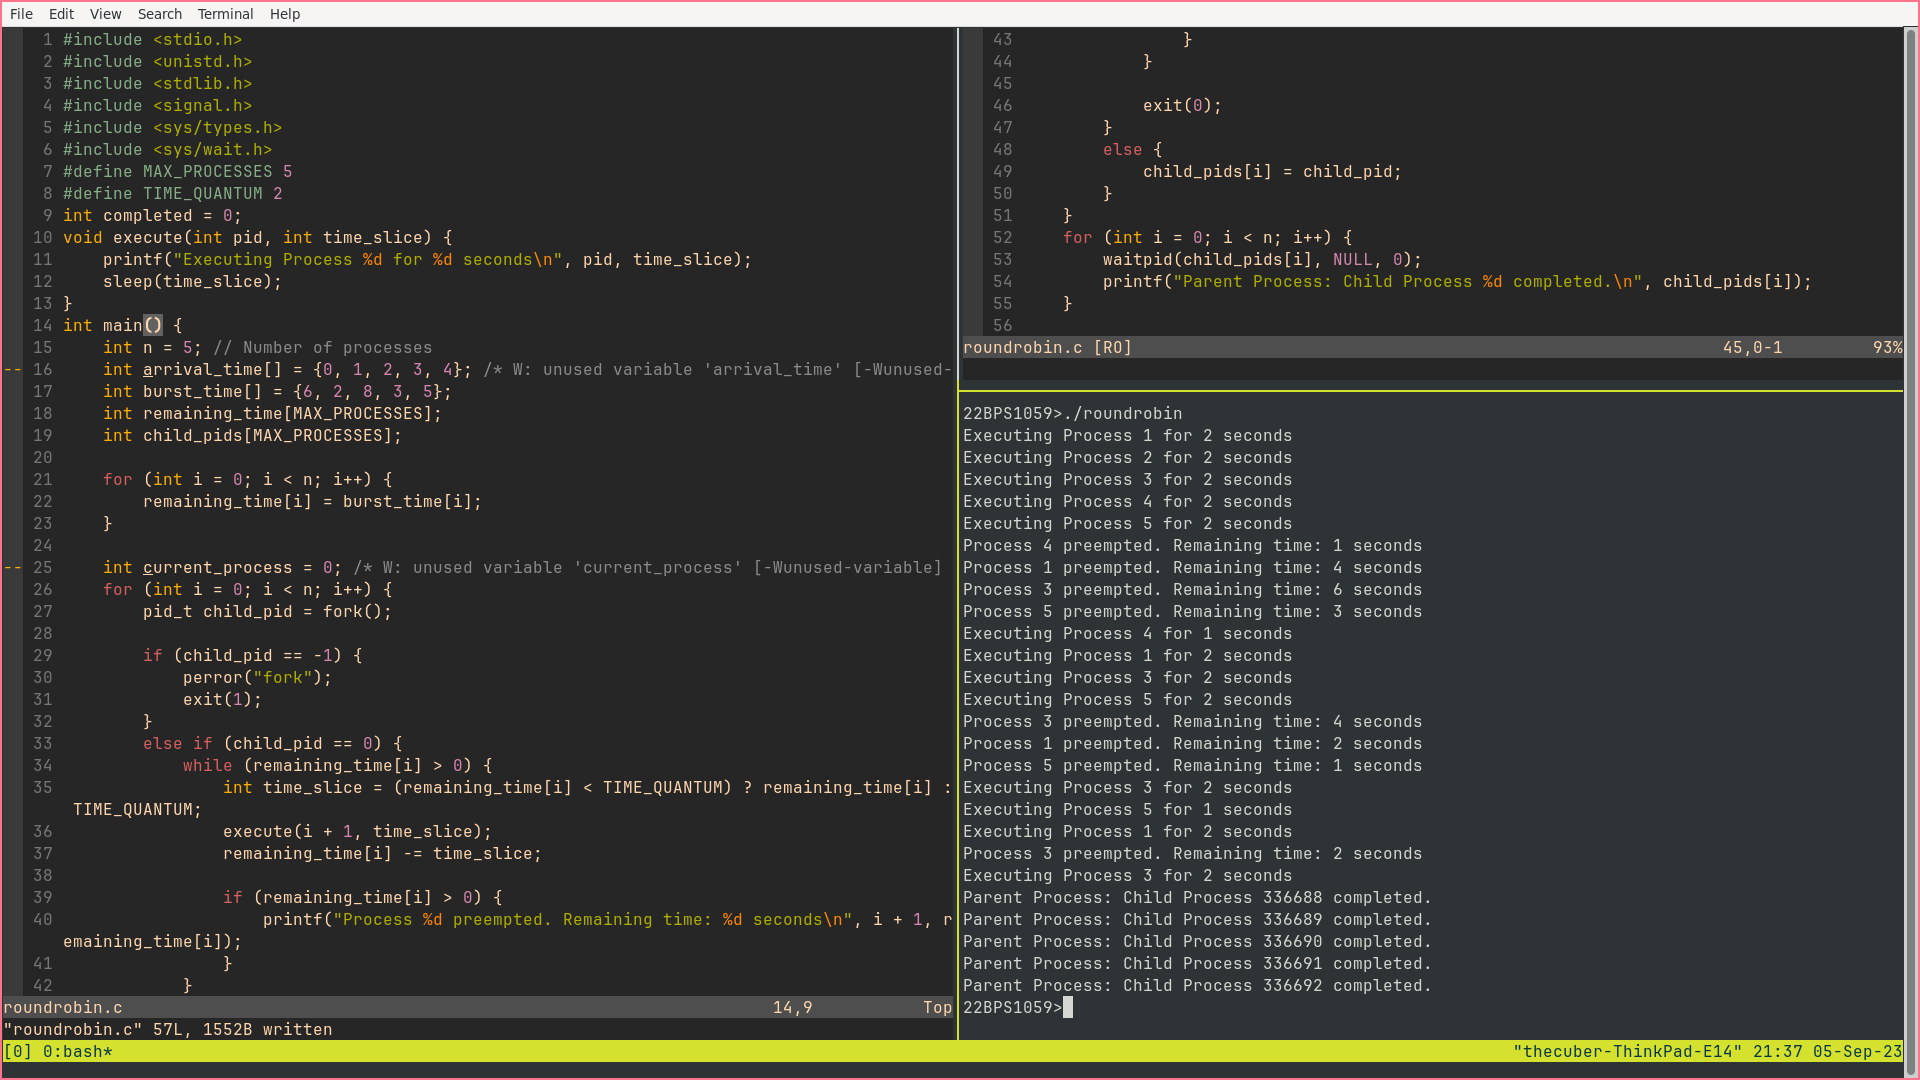 File Edit View Search Terminal Help
1 #include <stdio.h>
2 #include <unistd.h>
3 #include <stdlib.h>
4 #include <signal.h>
5 #include <sys/types.h>
6 #include <sys/wait.h>
7 #define MAX_PROCESSES 5
8 #define TIME_QUANTUM 2
9 int completed = 0;
10 void execute(int pid, int time_slice) {
11     printf("Executing Process %d for %d seconds\n", pid, time_slice);
12     sleep(time_slice);
13 }
14 int main() {
15     int n = 5; // Number of processes
-- 16     int arrival_time[] = {0, 1, 2, 3, 4}; /* W: unused variable 'arrival_time' [-Wunused-
17     int burst_time[] = {6, 2, 8, 3, 5};
18     int remaining_time[MAX_PROCESSES];
19     int child_pids[MAX_PROCESSES];
20
21     for (int i = 0; i < n; i++) {
22         remaining_time[i] = burst_time[i];
23     }
24
-- 25     int current_process = 0; /* W: unused variable 'current_process' [-Wunused-variable]
26     for (int i = 0; i < n; i++) {
27         pid_t child_pid = fork();
28
29         if (child_pid == -1) {
30             perror("fork");
31             exit(1);
32         }
33         else if (child_pid == 0) {
34             while (remaining_time[i] > 0) {
35                 int time_slice = (remaining_time[i] < TIME_QUANTUM) ? remaining_time[i] :
 TIME_QUANTUM;
36                 execute(i + 1, time_slice);
37                 remaining_time[i] -= time_slice;
38
39                 if (remaining_time[i] > 0) {
40                     printf("Process %d preempted. Remaining time: %d seconds\n", i + 1, r
emaining_time[i]);
41                 }
42             }
roundrobin.c 14,9 Top
"roundrobin.c" 57L, 1552B written
43                 }
44             }
45
46             exit(0);
47         }
48         else {
49             child_pids[i] = child_pid;
50         }
51     }
52     for (int i = 0; i < n; i++) {
53         waitpid(child_pids[i], NULL, 0);
54         printf("Parent Process: Child Process %d completed.\n", child_pids[i]);
55     }
56
roundrobin.c [RO] 45,0-1 93%
22BPS1059>./roundrobin
Executing Process 1 for 2 seconds
Executing Process 2 for 2 seconds
Executing Process 3 for 2 seconds
Executing Process 4 for 2 seconds
Executing Process 5 for 2 seconds
Process 4 preempted. Remaining time: 1 seconds
Process 1 preempted. Remaining time: 4 seconds
Process 3 preempted. Remaining time: 6 seconds
Process 5 preempted. Remaining time: 3 seconds
Executing Process 4 for 1 seconds
Executing Process 1 for 2 seconds
Executing Process 3 for 2 seconds
Executing Process 5 for 2 seconds
Process 3 preempted. Remaining time: 4 seconds
Process 1 preempted. Remaining time: 2 seconds
Process 5 preempted. Remaining time: 1 seconds
Executing Process 3 for 2 seconds
Executing Process 5 for 1 seconds
Executing Process 1 for 2 seconds
Process 3 preempted. Remaining time: 2 seconds
Executing Process 3 for 2 seconds
Parent Process: Child Process 336688 completed.
Parent Process: Child Process 336689 completed.
Parent Process: Child Process 336690 completed.
Parent Process: Child Process 336691 completed.
Parent Process: Child Process 336692 completed.
22BPS1059>
[0] 0:bash* "thecuber-ThinkPad-E14" 21:37 05-Sep-23